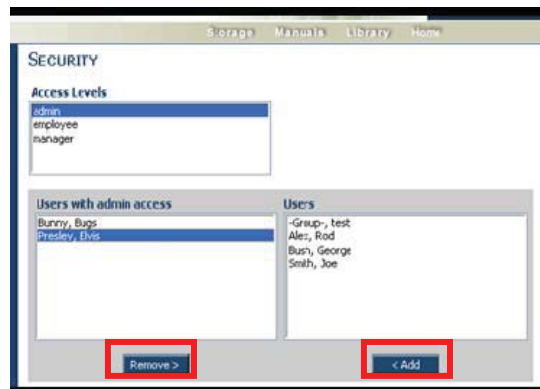 Storage Manuals Library Home
SECURITY
Access Levels
admin
employee
manager
Users with admin access
Bunny, Bugs
Presley, Elvis
Remove >
Users
-Group-, test
Alez, Rod
Bush, George
Smith, Joe
< Add